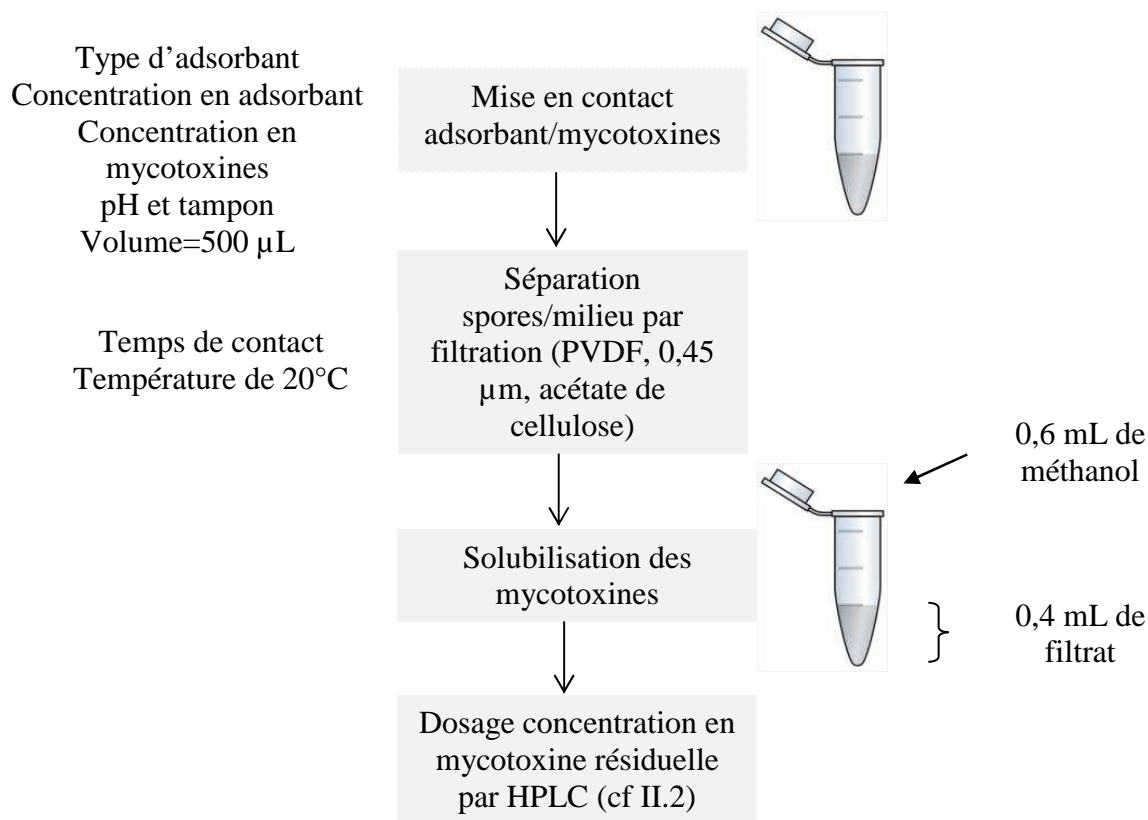 Type d’adsorbant
Concentration en adsorbant
Concentration en
mycotoxines
pH et tampon
Volume=500 µL
Mise en contact
adsorbant/mycotoxines
Temps de contact
Température de 20°C
Séparation
spores/milieu par
filtration (PVDF, 0,45
µm, acétate de
cellulose)
0,6 mL de
méthanol
Solubilisation des
mycotoxines
0,4 mL de
filtrat
Dosage concentration en
mycotoxine résiduelle
par HPLC (cf II.2)